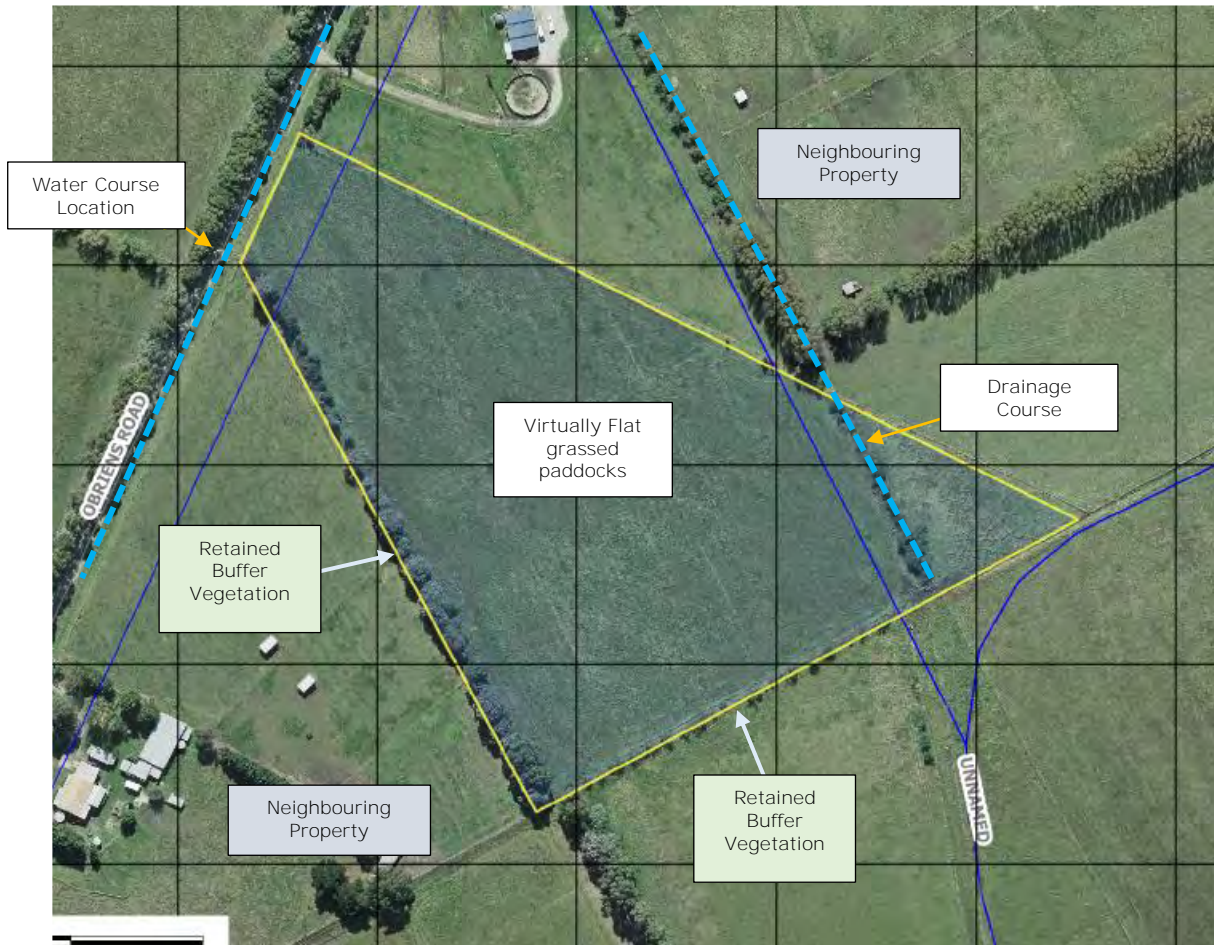 Neighbouring
Property
Water Course
Location
Drainage
Course
OBRIENS ROAD
Virtually Flat
grassed
paddocks
Retained
Buffer
Vegetation
Neighbouring
Property
Retained
Buffer
Vegetation
UNNAMED